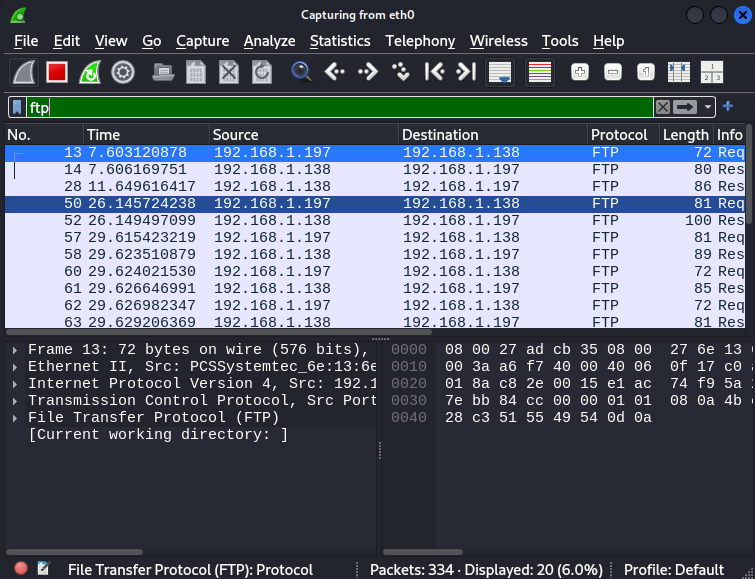 Capturing from eth0
File Edit View Go Capture Analyze Statistics Telephony Wireless Tools Help
ftp
No. Time Source Destination Protocol Length Info
13 7.603120878 192.168.1.197 192.168.1.138 FTP 72 Req
14 7.606169751 192.168.1.138 192.168.1.197 FTP 80 Res
28 11.649616417 192.168.1.138 192.168.1.197 FTP 86 Res
50 26.145724238 192.168.1.197 192.168.1.138 FTP 81 Req
52 26.149497099 192.168.1.138 192.168.1.197 FTP 100 Res
57 29.615423219 192.168.1.197 192.168.1.138 FTP 81 Req
58 29.623510879 192.168.1.138 192.168.1.197 FTP 89 Res
60 29.624021530 192.168.1.197 192.168.1.138 FTP 72 Req
61 29.626646991 192.168.1.138 192.168.1.197 FTP 85 Res
62 29.626982347 192.168.1.197 192.168.1.138 FTP 72 Req
63 29.629206369 192.168.1.138 192.168.1.197 FTP 81 Res
Frame 13: 72 bytes on wire (576 bits),
Ethernet II, Src: PCSSystemtec_6e:13:6e
Internet Protocol Version 4, Src: 192.1
Transmission Control Protocol, Src Port
File Transfer Protocol (FTP)
[Current working directory: ]
0000 08 00 27 ad cb 35 08 00 27 6e 13
0010 00 3a a6 f7 40 00 40 06 0f 17 c0
0020 01 8a c8 2e 00 15 e1 ac 74 f9 5a
0030 7e bb 84 cc 00 00 01 01 08 0a 4b
0040 28 c3 51 55 49 54 0d 0a
File Transfer Protocol (FTP): Protocol
Packets: 334 · Displayed: 20 (6.0%)
Profile: Default